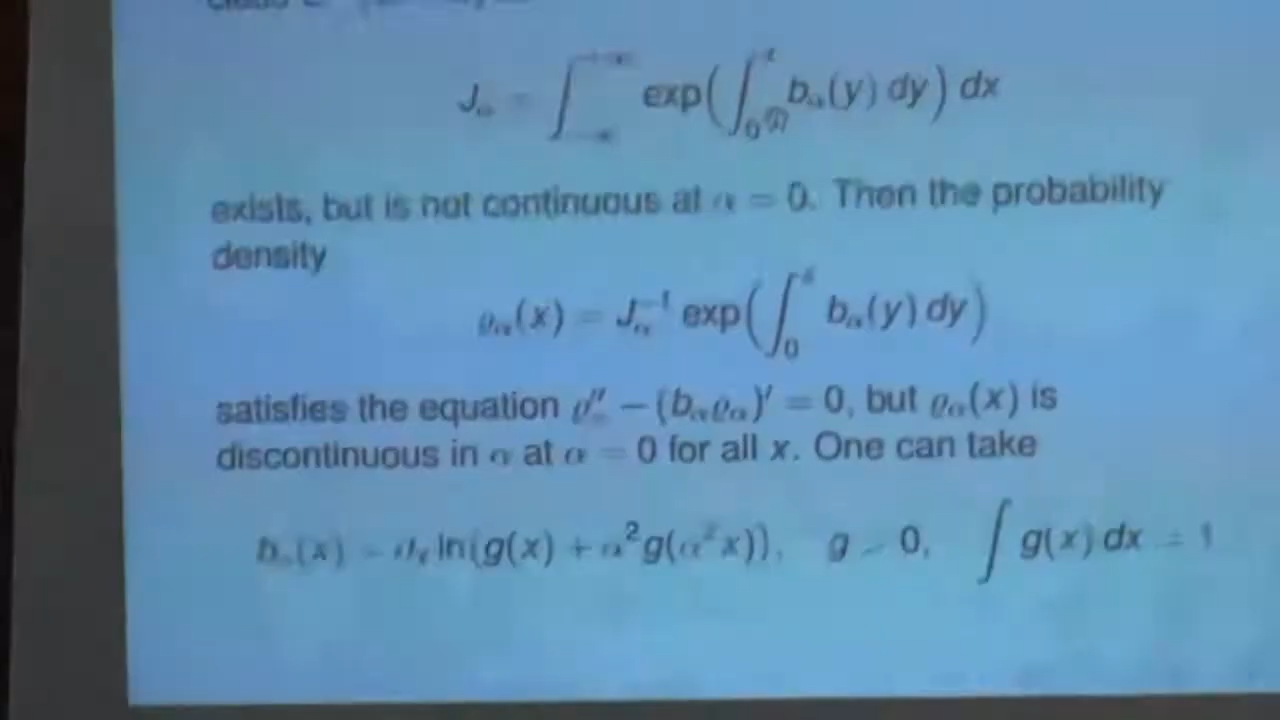 J_α = ∫_{-∞}^{+∞} exp(∫_0^x b_α(y) dy) dx
exists, but is not continuous at α = 0. Then the probability
density
ϱ_α(x) = J_α^{-1} exp(∫_0^x b_α(y) dy)
satisfies the equation ϱ_α'' − (b_α ϱ_α)' = 0, but ϱ_α(x) is
discontinuous in α at α = 0 for all x. One can take
b_α(x) = ∂_x ln(g(x) + α²g(α²x)), g > 0, ∫ g(x) dx = 1